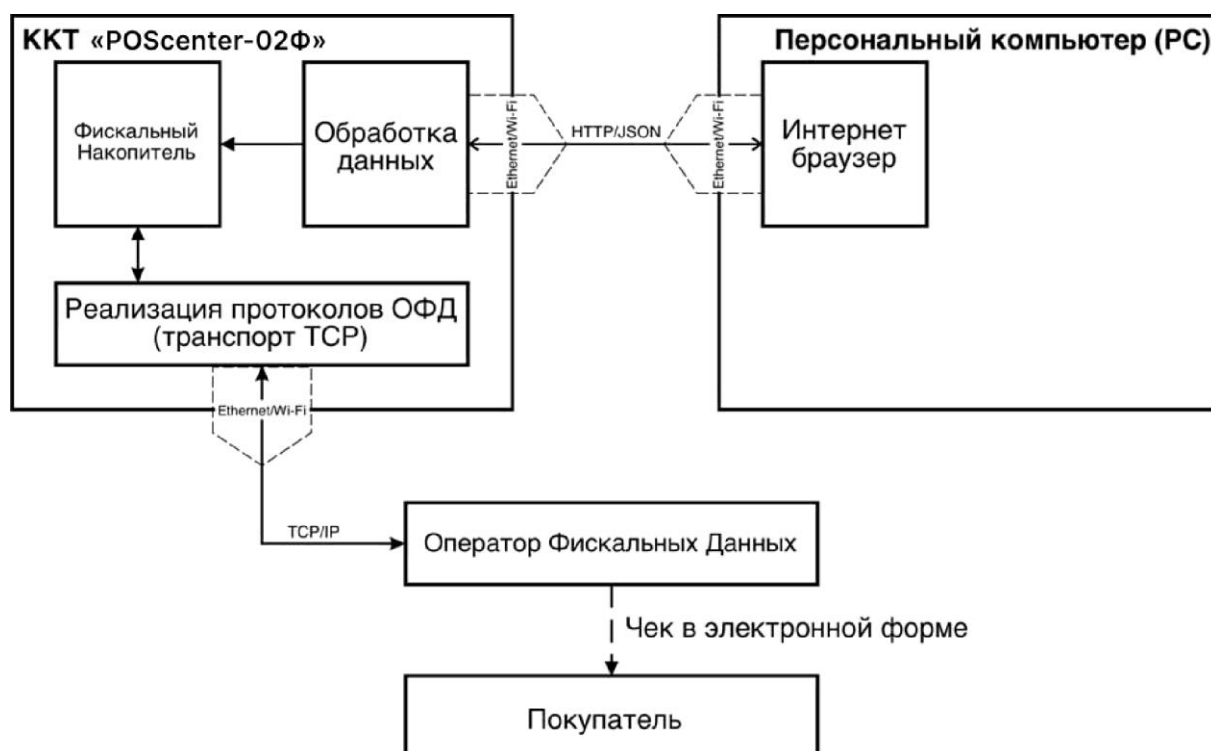 ККТ «POScenter-02Ф»
Персональный компьютер (PC)
Фискальный
Накопитель
Обработка
данных
Ethernet/Wi-Fi
HTTP/JSON
Ethernet/Wi-Fi
Интернет
браузер
Реализация протоколов ОФД
(транспорт TCP)
Ethernet/Wi-Fi
TCP/IP
Оператор Фискальных Данных
Чек в электронной форме
Покупатель